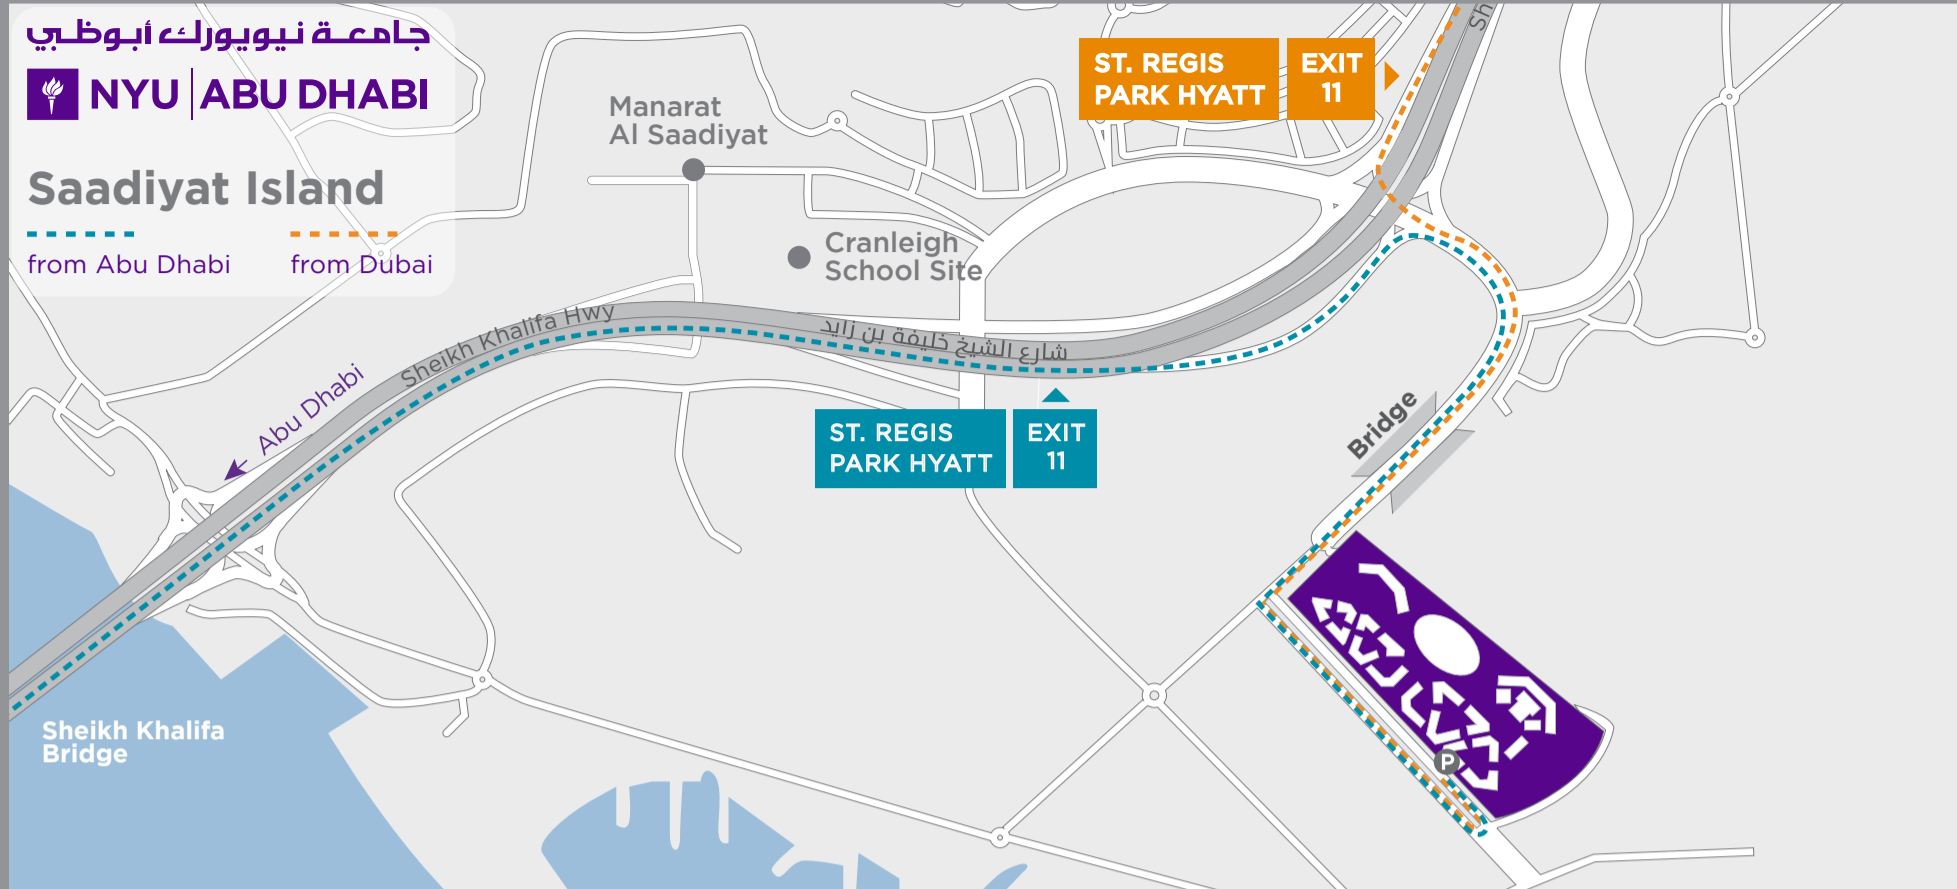 جامعة نيويورك أبوظبي
NYU ABU DHABI
Saadiyat Island
from Abu Dhabi
from Dubai
Manarat
Al Saadiyat
Cranleigh
School Site
ST. REGIS
PARK HYATT
EXIT
11
Sh
Sheikh Khalifa Hwy
شارع الشيخ خليفة بن زايد
Abu Dhabi
ST. REGIS
PARK HYATT
EXIT
11
Bridge
Sheikh Khalifa
Bridge
P